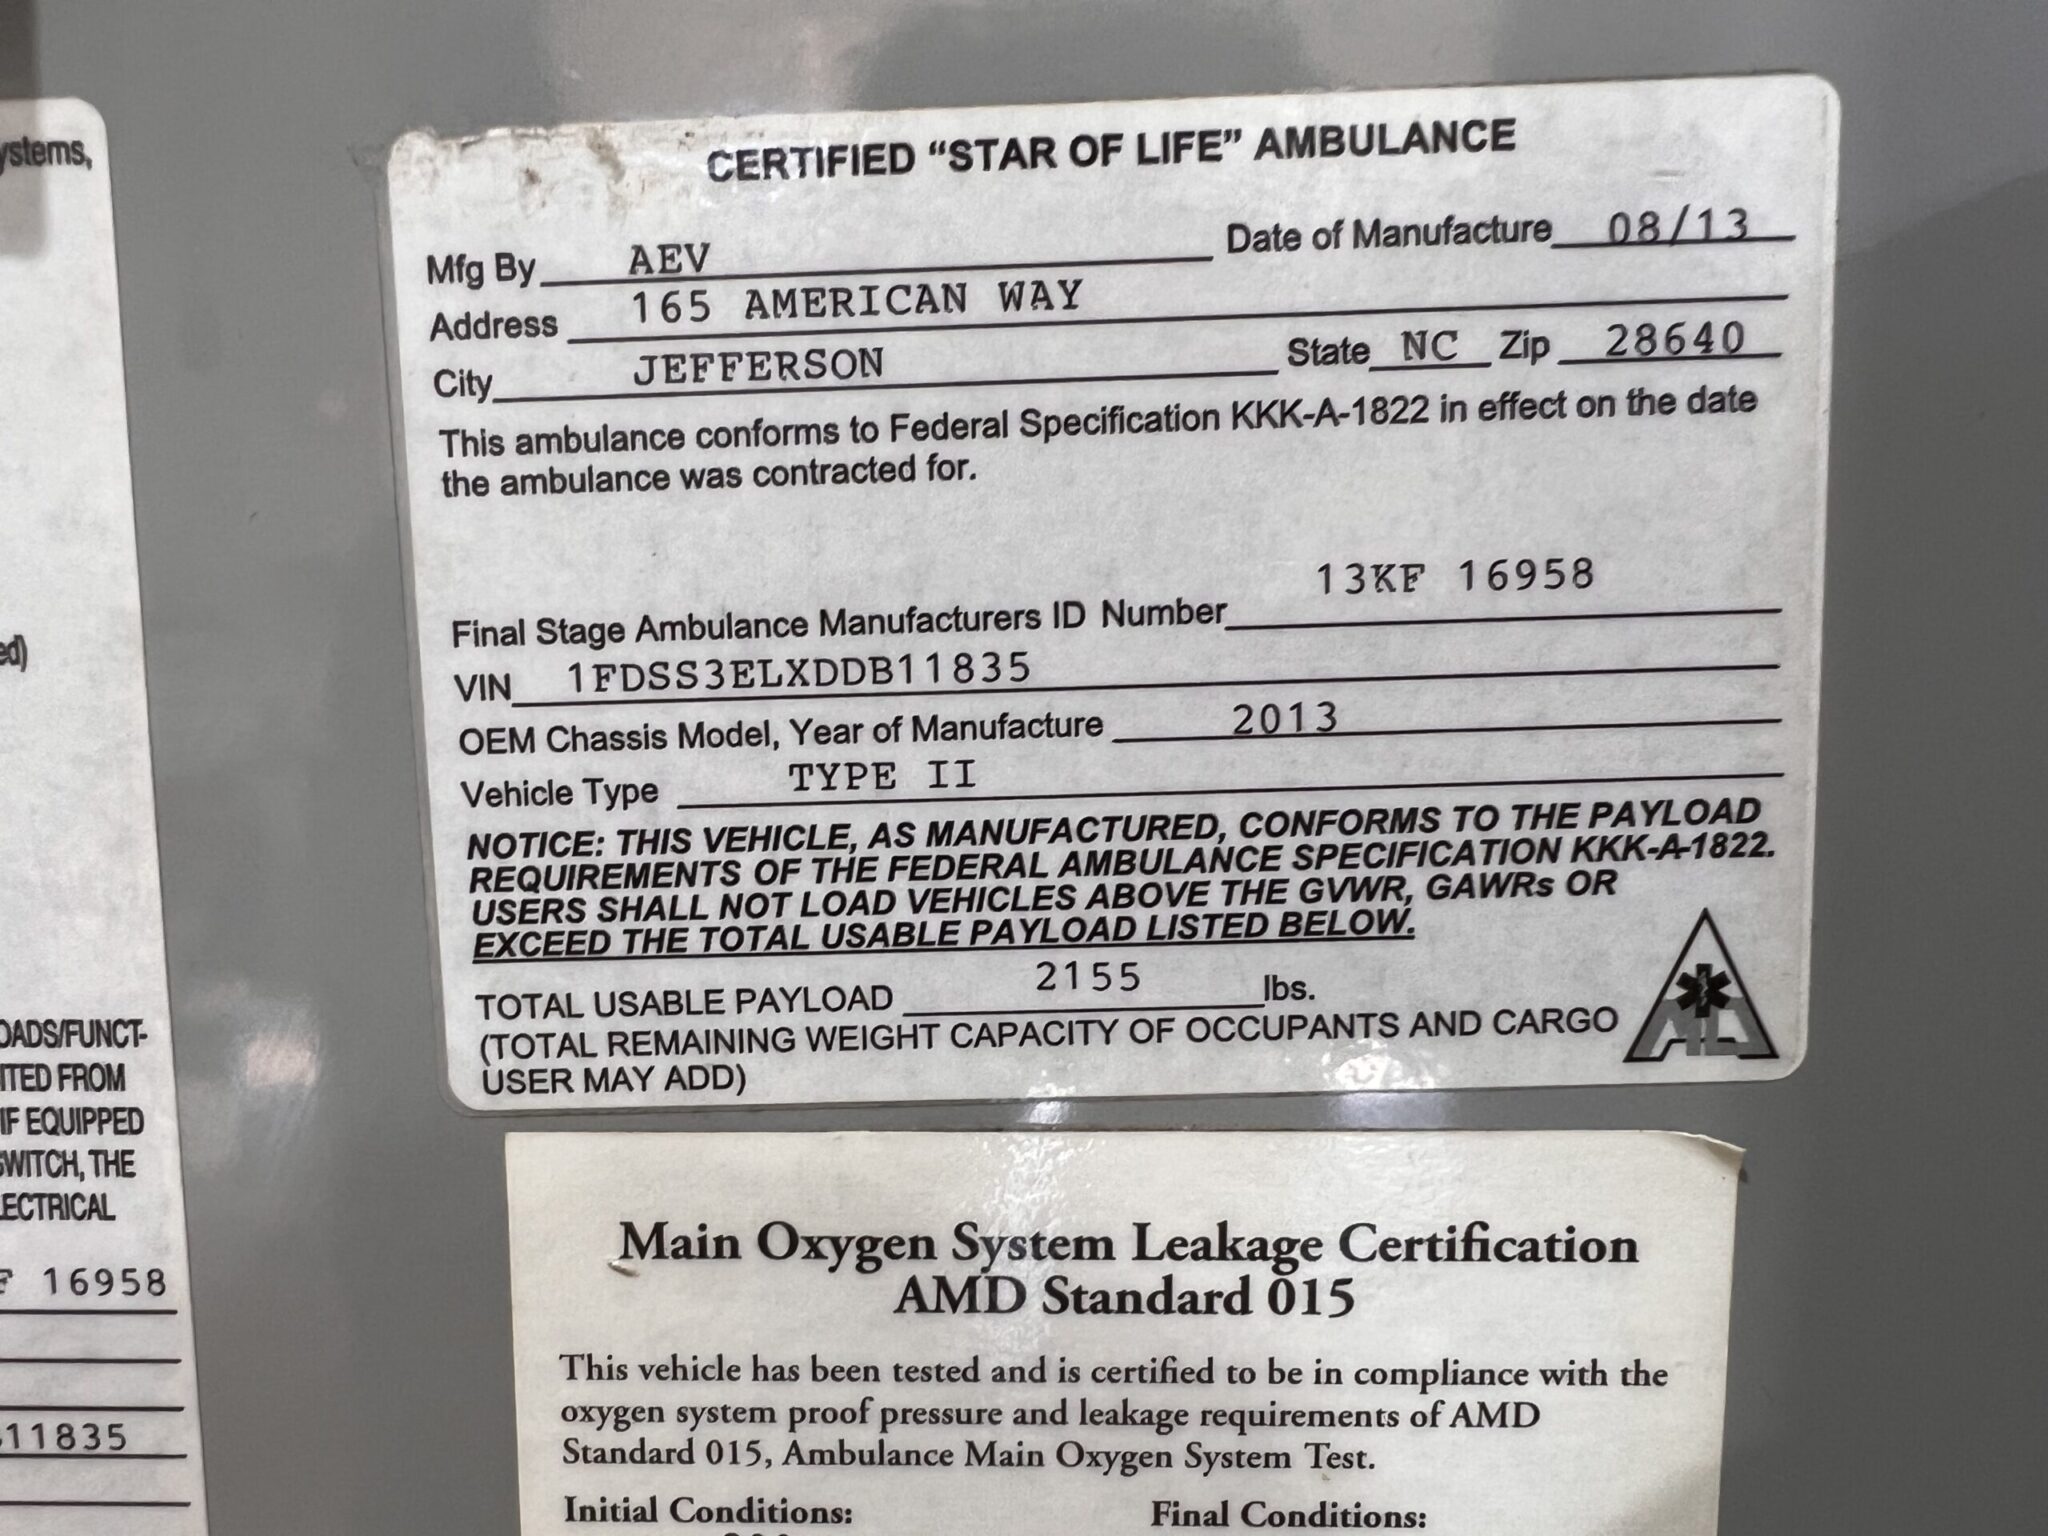 ystems,
ed)
OADS/FUNCT-
ITED FROM
IF EQUIPPED
SWITCH, THE
LECTRICAL
F 16958
11835
CERTIFIED “STAR OF LIFE” AMBULANCE
Mfg By AEV Date of Manufacture 08/13
Address 165 AMERICAN WAY
City JEFFERSON State NC Zip 28640
This ambulance conforms to Federal Specification KKK-A-1822 in effect on the date
the ambulance was contracted for.
Final Stage Ambulance Manufacturers ID Number 13KF 16958
VIN 1FDSS3ELXDDB11835
OEM Chassis Model, Year of Manufacture 2013
Vehicle Type TYPE II
NOTICE: THIS VEHICLE, AS MANUFACTURED, CONFORMS TO THE PAYLOAD
REQUIREMENTS OF THE FEDERAL AMBULANCE SPECIFICATION KKK-A-1822.
USERS SHALL NOT LOAD VEHICLES ABOVE THE GVWR, GAWRs OR
EXCEED THE TOTAL USABLE PAYLOAD LISTED BELOW.
TOTAL USABLE PAYLOAD 2155 lbs.
(TOTAL REMAINING WEIGHT CAPACITY OF OCCUPANTS AND CARGO
USER MAY ADD)
AMD
Main Oxygen System Leakage Certification
AMD Standard 015
This vehicle has been tested and is certified to be in compliance with the
oxygen system proof pressure and leakage requirements of AMD
Standard 015, Ambulance Main Oxygen System Test.
Initial Conditions: Final Conditions: